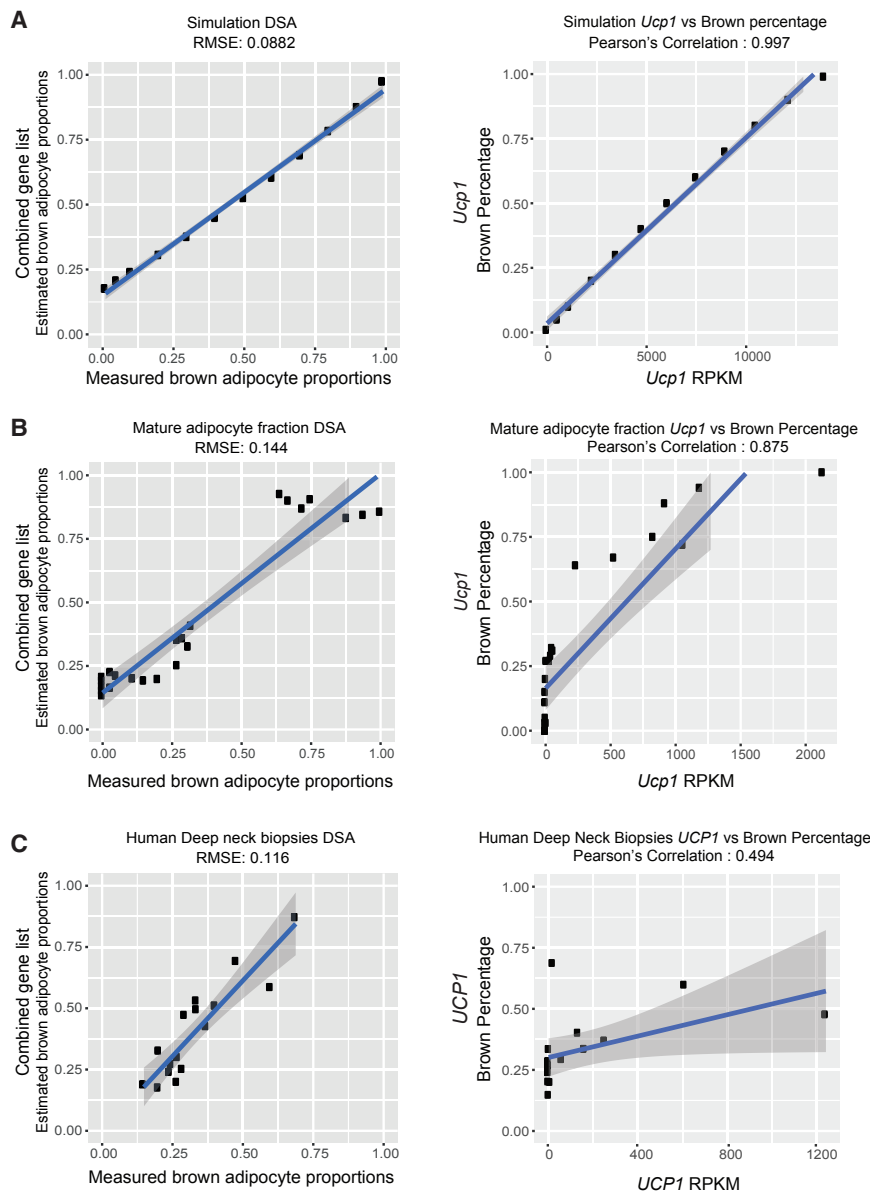 A
Simulation DSA
RMSE: 0.0882
Combined gene list
Estimated brown adipocyte proportions
1.00
0.75
0.50
0.25
0.00
0.00 0.25 0.50 0.75 1.00
Measured brown adipocyte proportions
Simulation Ucp1 vs Brown percentage
Pearson's Correlation : 0.997
Ucp1
Brown Percentage
1.00
0.75
0.50
0.25
0.00
0 5000 10000
Ucp1 RPKM
B
Mature adipocyte fraction DSA
RMSE: 0.144
Combined gene list
Estimated brown adipocyte proportions
1.00
0.75
0.50
0.25
0.00
0.00 0.25 0.50 0.75 1.00
Measured brown adipocyte proportions
Mature adipocyte fraction Ucp1 vs Brown Percentage
Pearson's Correlation : 0.875
Ucp1
Brown Percentage
1.00
0.75
0.50
0.25
0.00
0 500 1000 1500 2000
Ucp1 RPKM
C
Human Deep neck biopsies DSA
RMSE: 0.116
Combined gene list
Estimated brown adipocyte proportions
1.00
0.75
0.50
0.25
0.00
0.00 0.25 0.50 0.75 1.00
Measured brown adipocyte proportions
Human Deep Neck Biopsies UCP1 vs Brown Percentage
Pearson's Correlation : 0.494
UCP1
Brown Percentage
1.00
0.75
0.50
0.25
0.00
0 400 800 1200
UCP1 RPKM